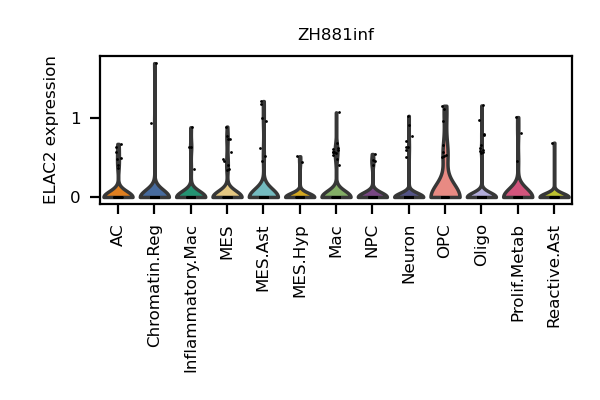 ZH881inf
ELAC2 expression
1
0
AC
Chromatin.Reg
Inflammatory.Mac
MES
MES.Ast
MES.Hyp
Mac
NPC
Neuron
OPC
Oligo
Prolif.Metab
Reactive.Ast